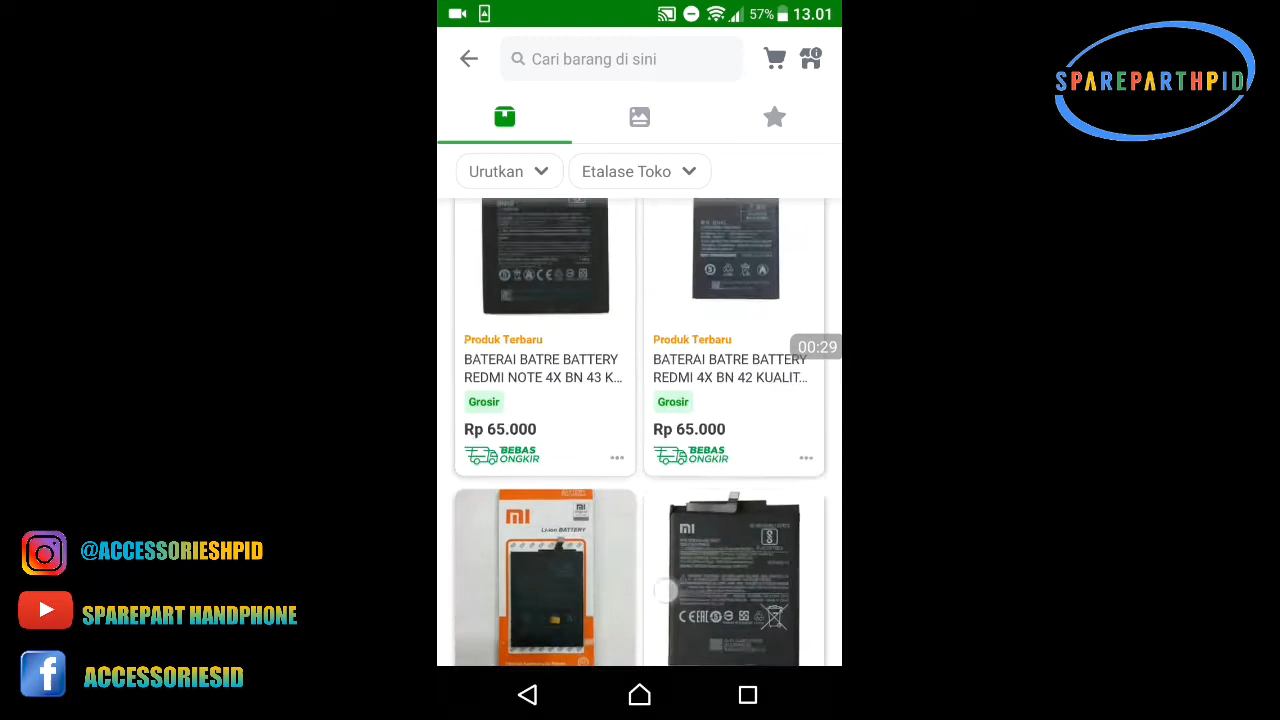 57% 13.01
Cari barang di sini
SPAREPARTHPID
Urutkan
Etalase Toko
Produk Terbaru
BATERAI BATRE BATTERY
REDMI NOTE 4X BN 43 K...
Grosir
Rp 65.000
BEBAS
ONGKIR
Produk Terbaru
BATERAI BATRE BATTERY
REDMI 4X BN 42 KUALIT...
Grosir
Rp 65.000
BEBAS
ONGKIR
00:29
BATTERY
MI
Li-ion BATTERY
MI
@ACCESSORIESHPID
SPAREPART HANDPHONE
ACCESSORIESID